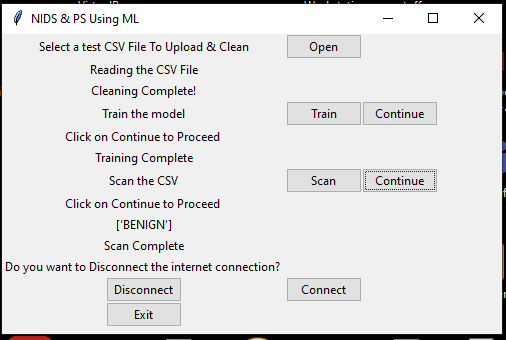 NIDS & PS Using ML
Select a test CSV File To Upload & Clean Open
Reading the CSV File
Cleaning Complete!
Train the model Train Continue
Click on Continue to Proceed
Training Complete
Scan the CSV Scan Continue
Click on Continue to Proceed
['BENIGN']
Scan Complete
Do you want to Disconnect the internet connection?
Disconnect Connect
Exit